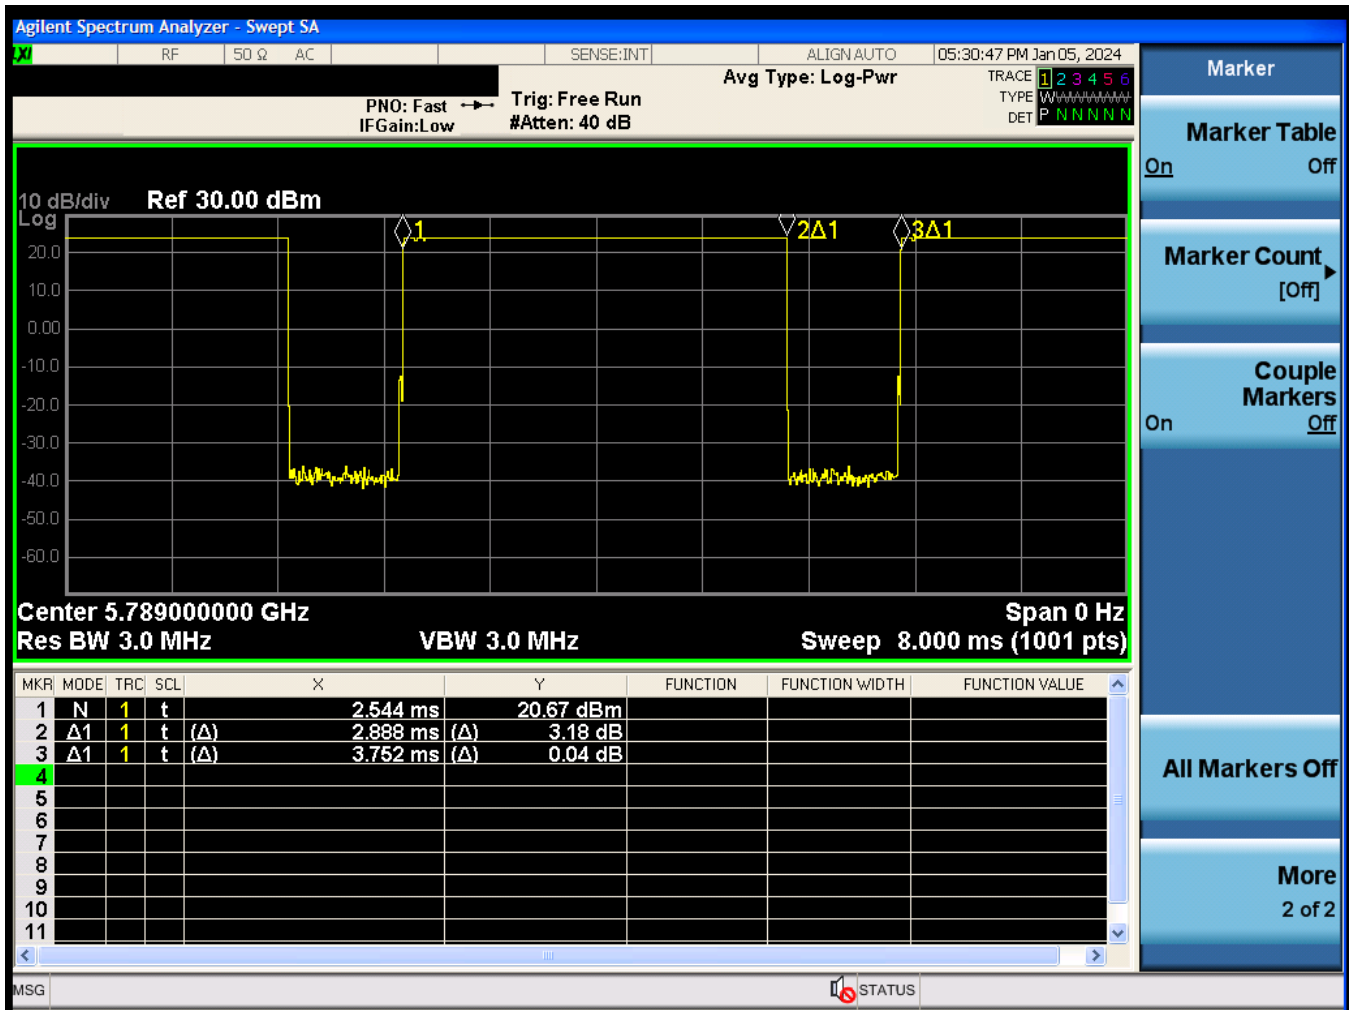 Agilent Spectrum Analyzer - Swept SA
LXI RF 50 Ω AC SENSE:INT ALIGN AUTO 05:30:47 PM Jan 05, 2024
Avg Type: Log-Pwr
TRACE 1 2 3 4 5 6
TYPE WWWWWW
DET P N N N N N
PNO: Fast
IFGain:Low
Trig: Free Run
#Atten: 40 dB
10 dB/div
Log
Ref 30.00 dBm
1
2Δ1
3Δ1
20.0
10.0
0.00
-10.0
-20.0
-30.0
-40.0
-50.0
-60.0
Center 5.789000000 GHz
Span 0 Hz
Res BW 3.0 MHz
VBW 3.0 MHz
Sweep 8.000 ms (1001 pts)
MKR MODE TRC SCL X Y FUNCTION FUNCTION WIDTH FUNCTION VALUE
1 N 1 t 2.544 ms 20.67 dBm
2 Δ1 1 t (Δ) 2.888 ms (Δ) 3.18 dB
3 Δ1 1 t (Δ) 3.752 ms (Δ) 0.04 dB
4
5
6
7
8
9
10
11
MSG
STATUS
Marker
Marker Table
On Off
Marker Count
[Off]
Couple
Markers
On Off
All Markers Off
More
2 of 2